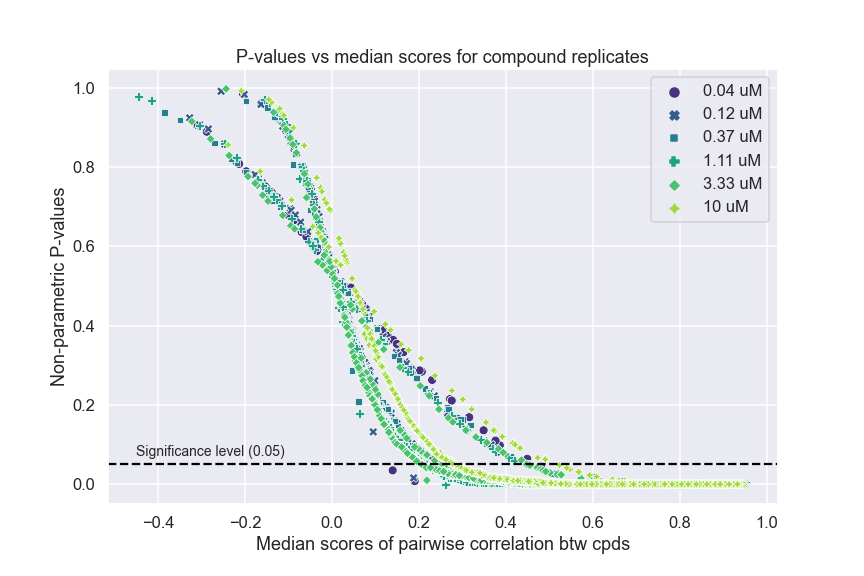 P-values vs median scores for compound replicates
1.0
0.8
0.6
0.4
0.2
0.0
Non-parametric P-values
0.04 uM
0.12 uM
0.37 uM
1.11 uM
3.33 uM
10 uM
Significance level (0.05)
−0.4 −0.2 0.0 0.2 0.4 0.6 0.8 1.0
Median scores of pairwise correlation btw cpds